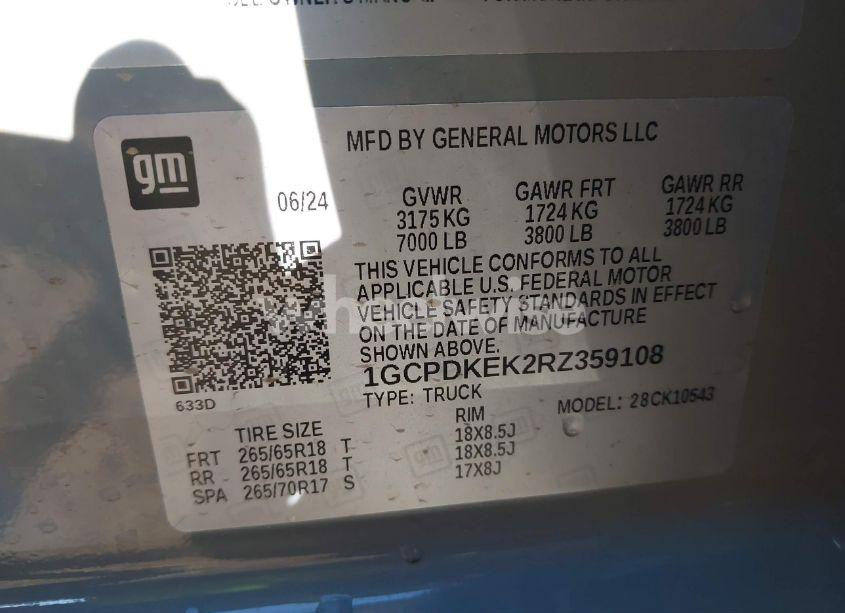 gm
MFD BY GENERAL MOTORS LLC
06/24
GVWR GAWR FRT GAWR RR
3175 KG 1724 KG 1724 KG
7000 LB 3800 LB 3800 LB
THIS VEHICLE CONFORMS TO ALL
APPLICABLE U.S. FEDERAL MOTOR
VEHICLE SAFETY STANDARDS IN EFFECT
ON THE DATE OF MANUFACTURE
SHOWN ABOVE.
1GCPDKEK2RZ359108
TYPE: TRUCK MODEL: 28CK10543
633D
TIRE SIZE RIM
FRT 265/65R18 T 18X8.5J
RR 265/65R18 T 18X8.5J
SPA 265/70R17 S 17X8J